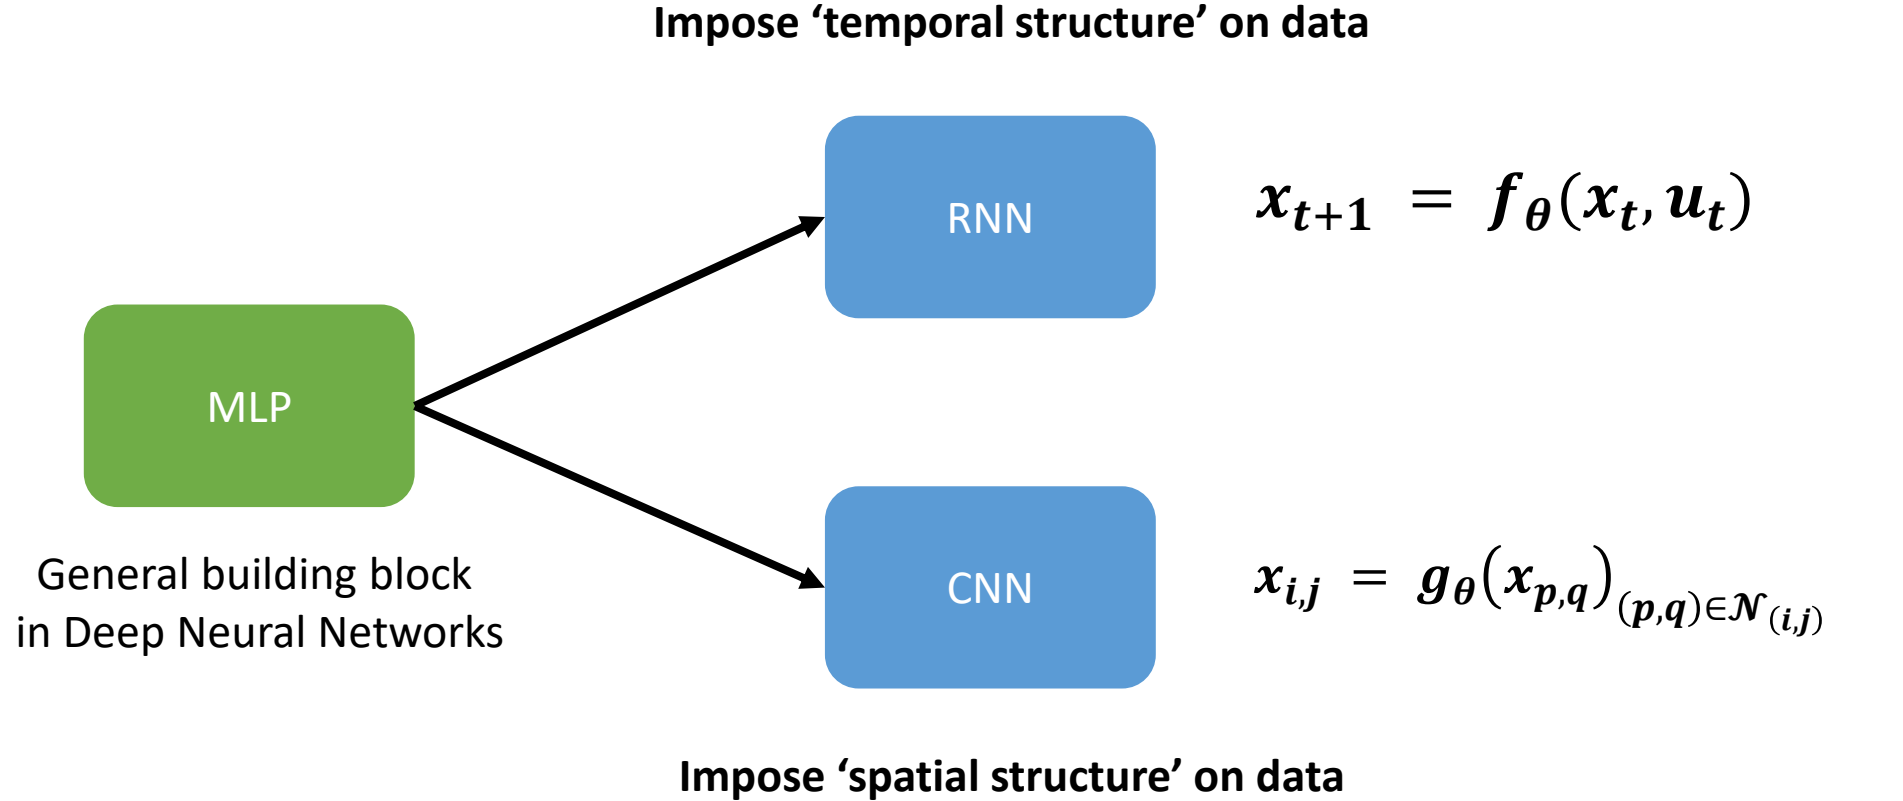 Impose ‘temporal structure’ on data
RNN
x_{t+1} = f_θ(x_t, u_t)
MLP
General building block
in Deep Neural Networks
CNN
x_{i,j} = g_θ(x_{p,q})_{(p,q)∈𝒩_{(i,j)}}
Impose ‘spatial structure’ on data